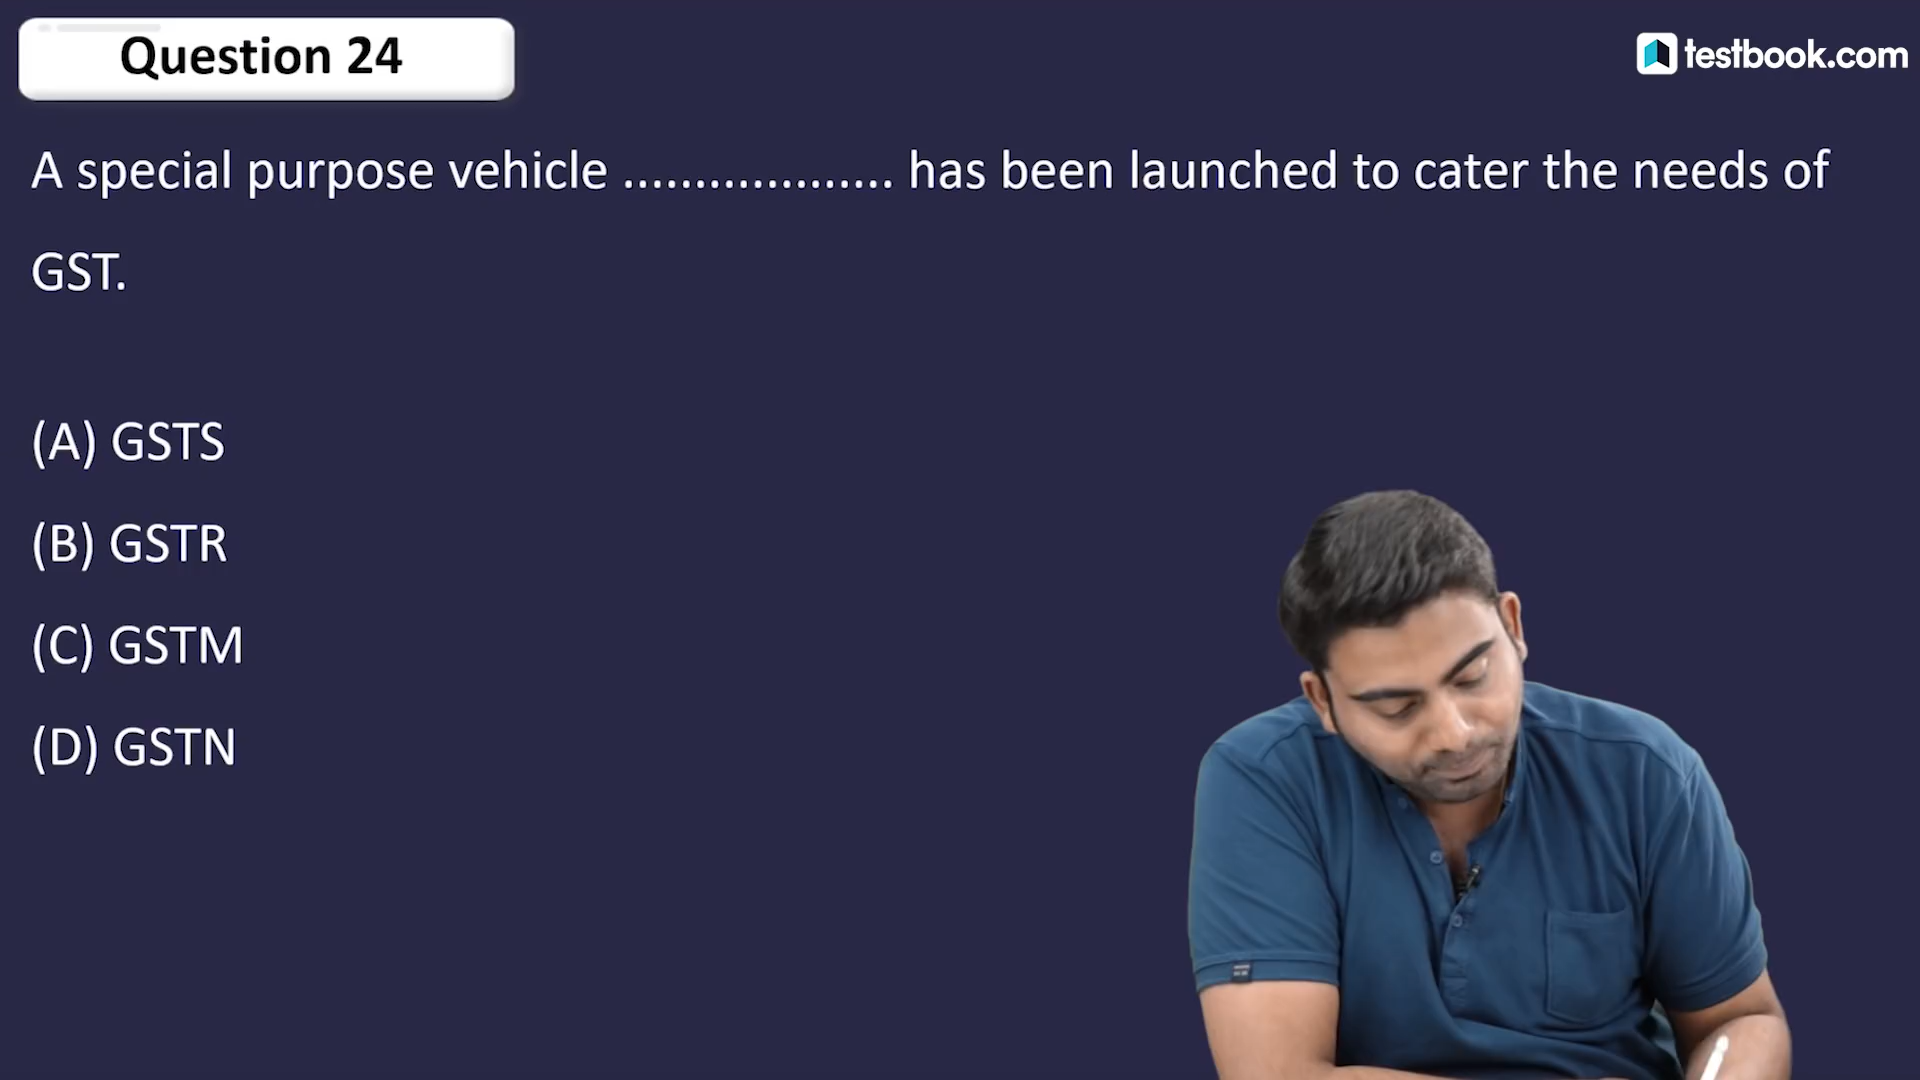 Question 24
testbook.com
A special purpose vehicle ................... has been launched to cater the needs of
GST.
(A) GSTS
(B) GSTR
(C) GSTM
(D) GSTN